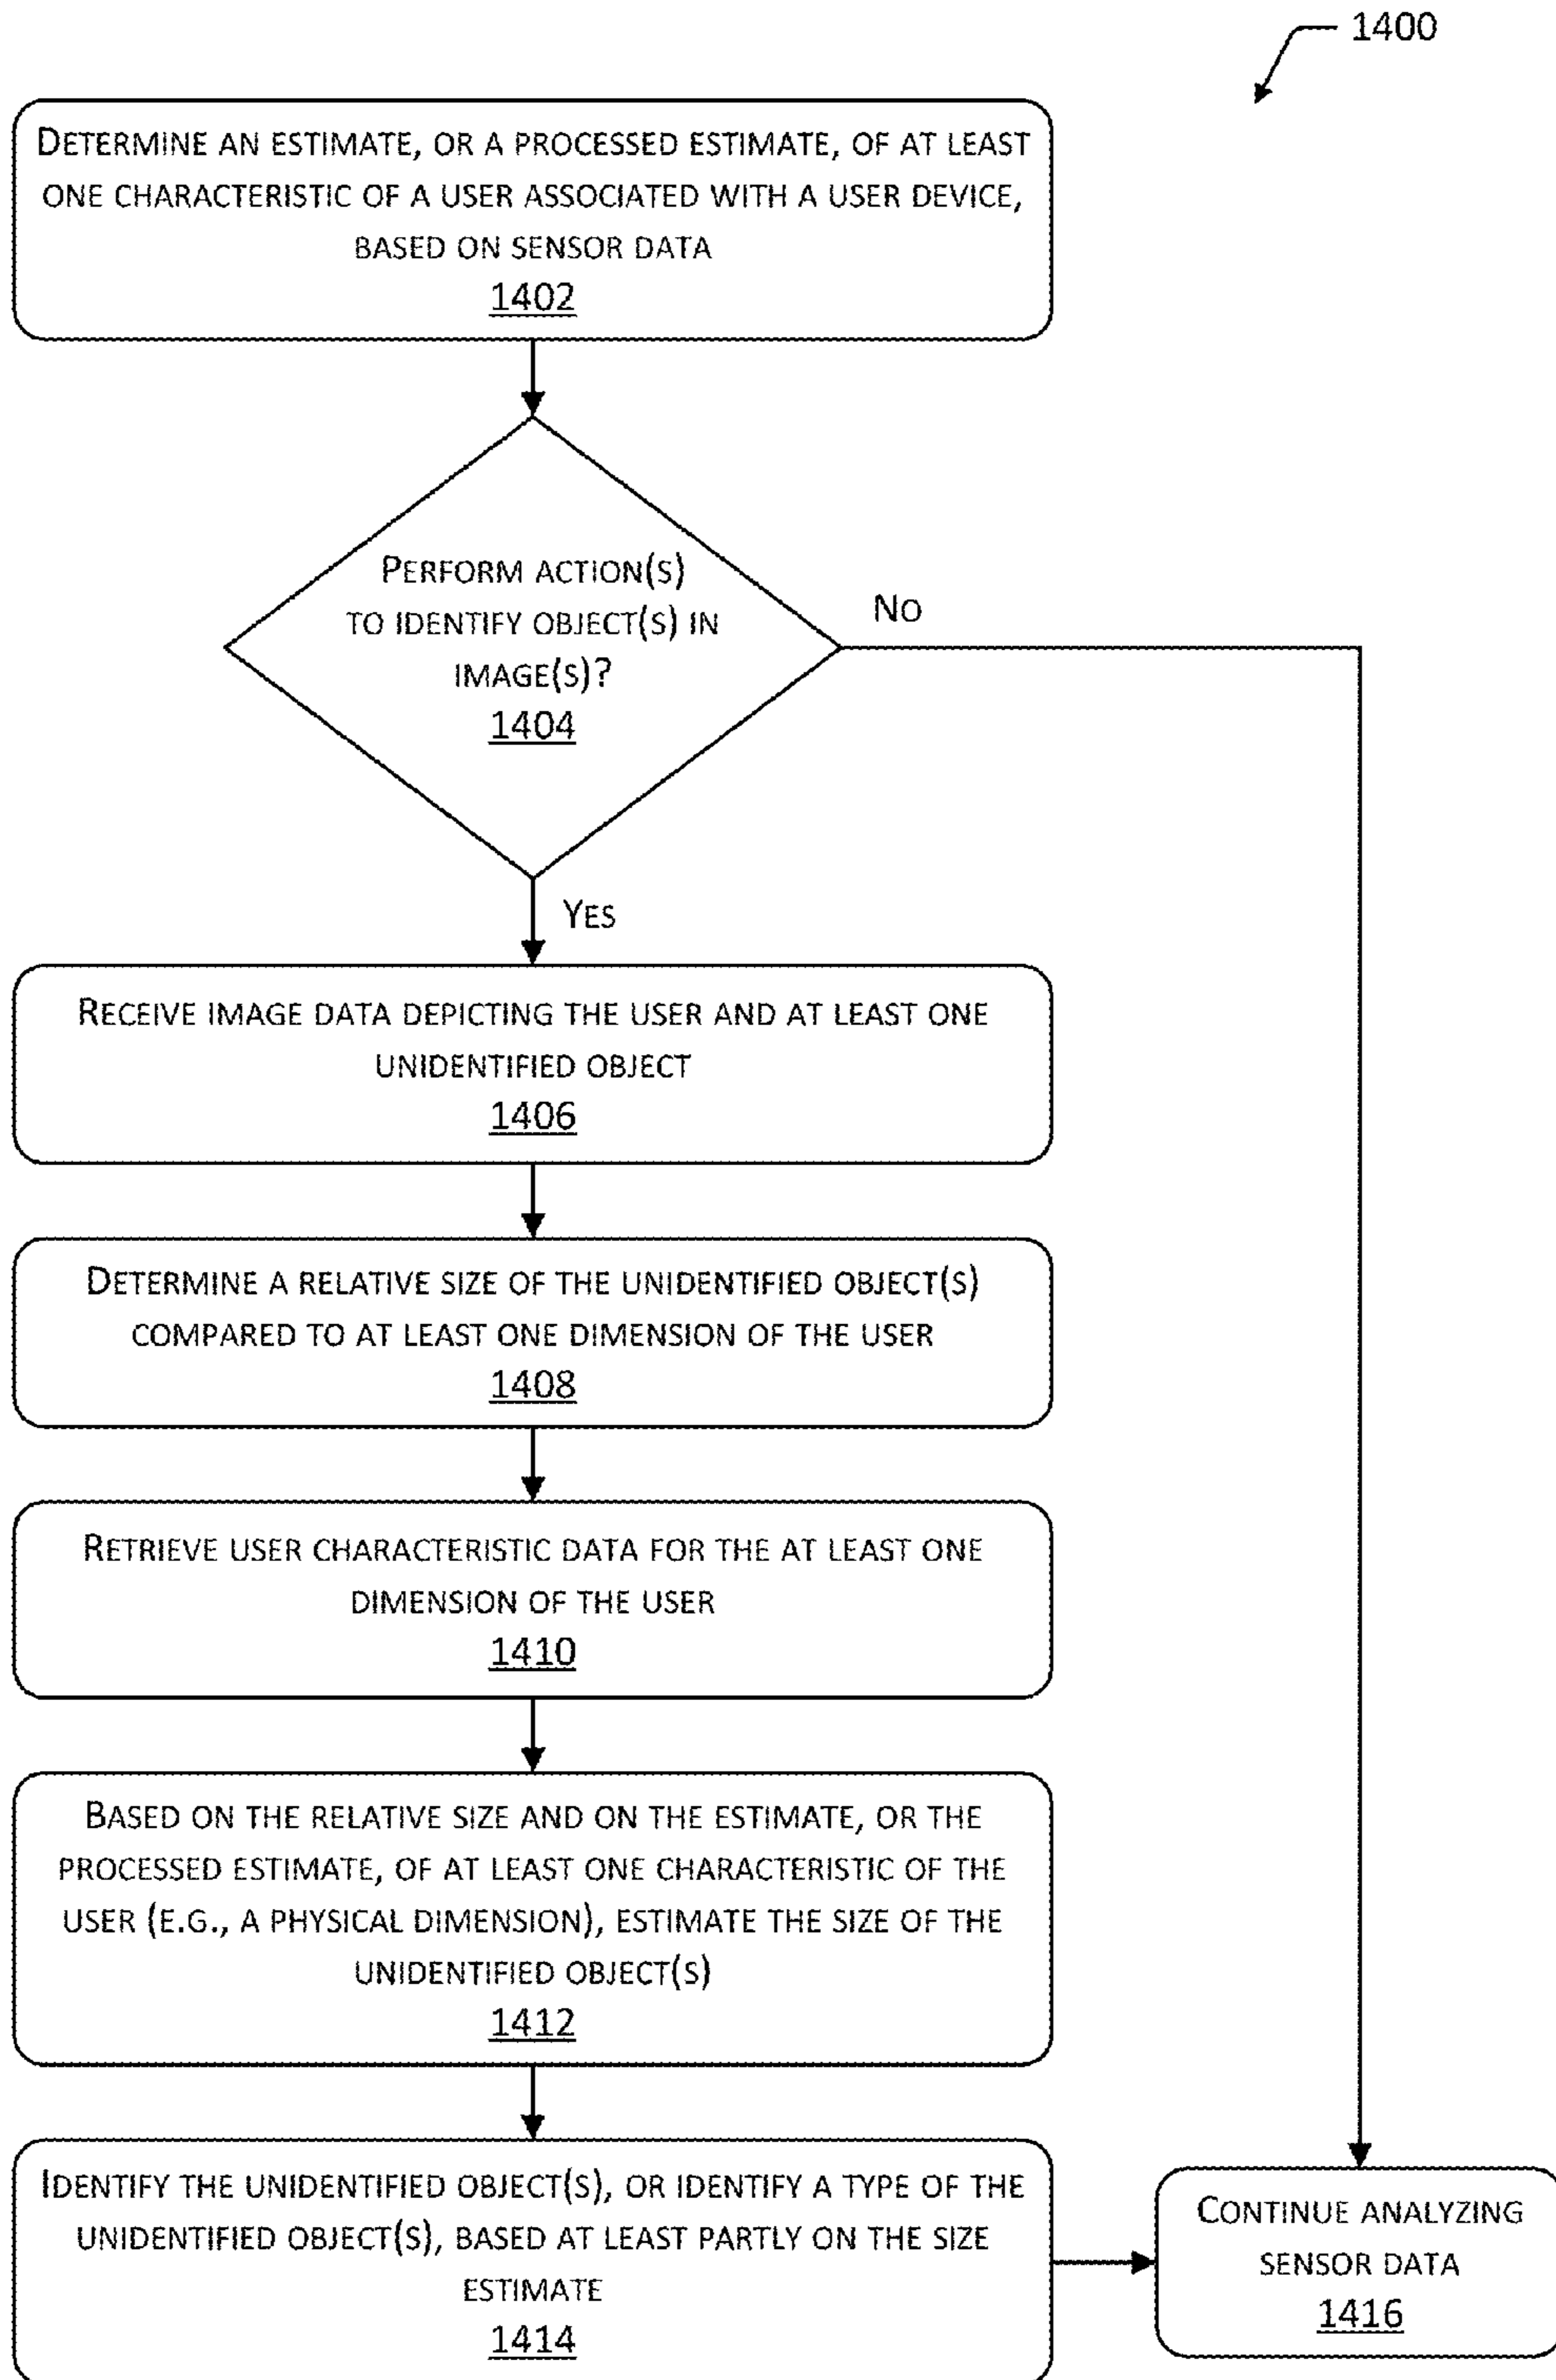 1400
DETERMINE AN ESTIMATE, OR A PROCESSED ESTIMATE, OF AT LEAST
ONE CHARACTERISTIC OF A USER ASSOCIATED WITH A USER DEVICE,
BASED ON SENSOR DATA
1402
PERFORM ACTION(S)
TO IDENTIFY OBJECT(S) IN
IMAGE(S)?
1404
NO
YES
RECEIVE IMAGE DATA DEPICTING THE USER AND AT LEAST ONE
UNIDENTIFIED OBJECT
1406
DETERMINE A RELATIVE SIZE OF THE UNIDENTIFIED OBJECT(S)
COMPARED TO AT LEAST ONE DIMENSION OF THE USER
1408
RETRIEVE USER CHARACTERISTIC DATA FOR THE AT LEAST ONE
DIMENSION OF THE USER
1410
BASED ON THE RELATIVE SIZE AND ON THE ESTIMATE, OR THE
PROCESSED ESTIMATE, OF AT LEAST ONE CHARACTERISTIC OF THE
USER (E.G., A PHYSICAL DIMENSION), ESTIMATE THE SIZE OF THE
UNIDENTIFIED OBJECT(S)
1412
IDENTIFY THE UNIDENTIFIED OBJECT(S), OR IDENTIFY A TYPE OF THE
UNIDENTIFIED OBJECT(S), BASED AT LEAST PARTLY ON THE SIZE
ESTIMATE
1414
CONTINUE ANALYZING
SENSOR DATA
1416